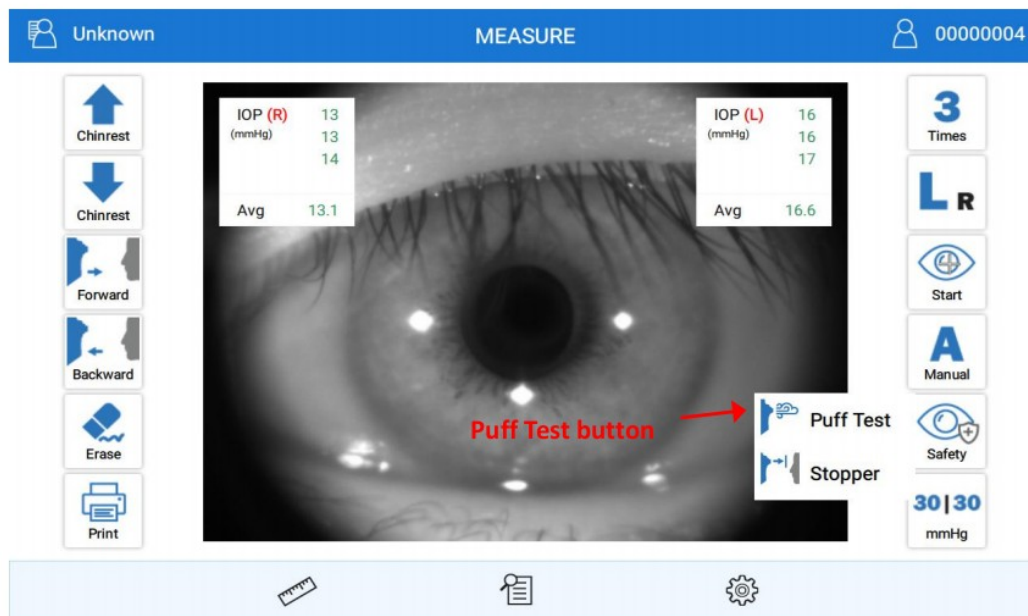 Unknown
MEASURE
00000004
Chinrest
Chinrest
Forward
Backward
Erase
Print
IOP (R) 13
(mmHg) 13
14
Avg 13.1
IOP (L) 16
(mmHg) 16
17
Avg 16.6
Puff Test button
Puff Test
Stopper
3
Times
L R
Start
A
Manual
Safety
30|30
mmHg